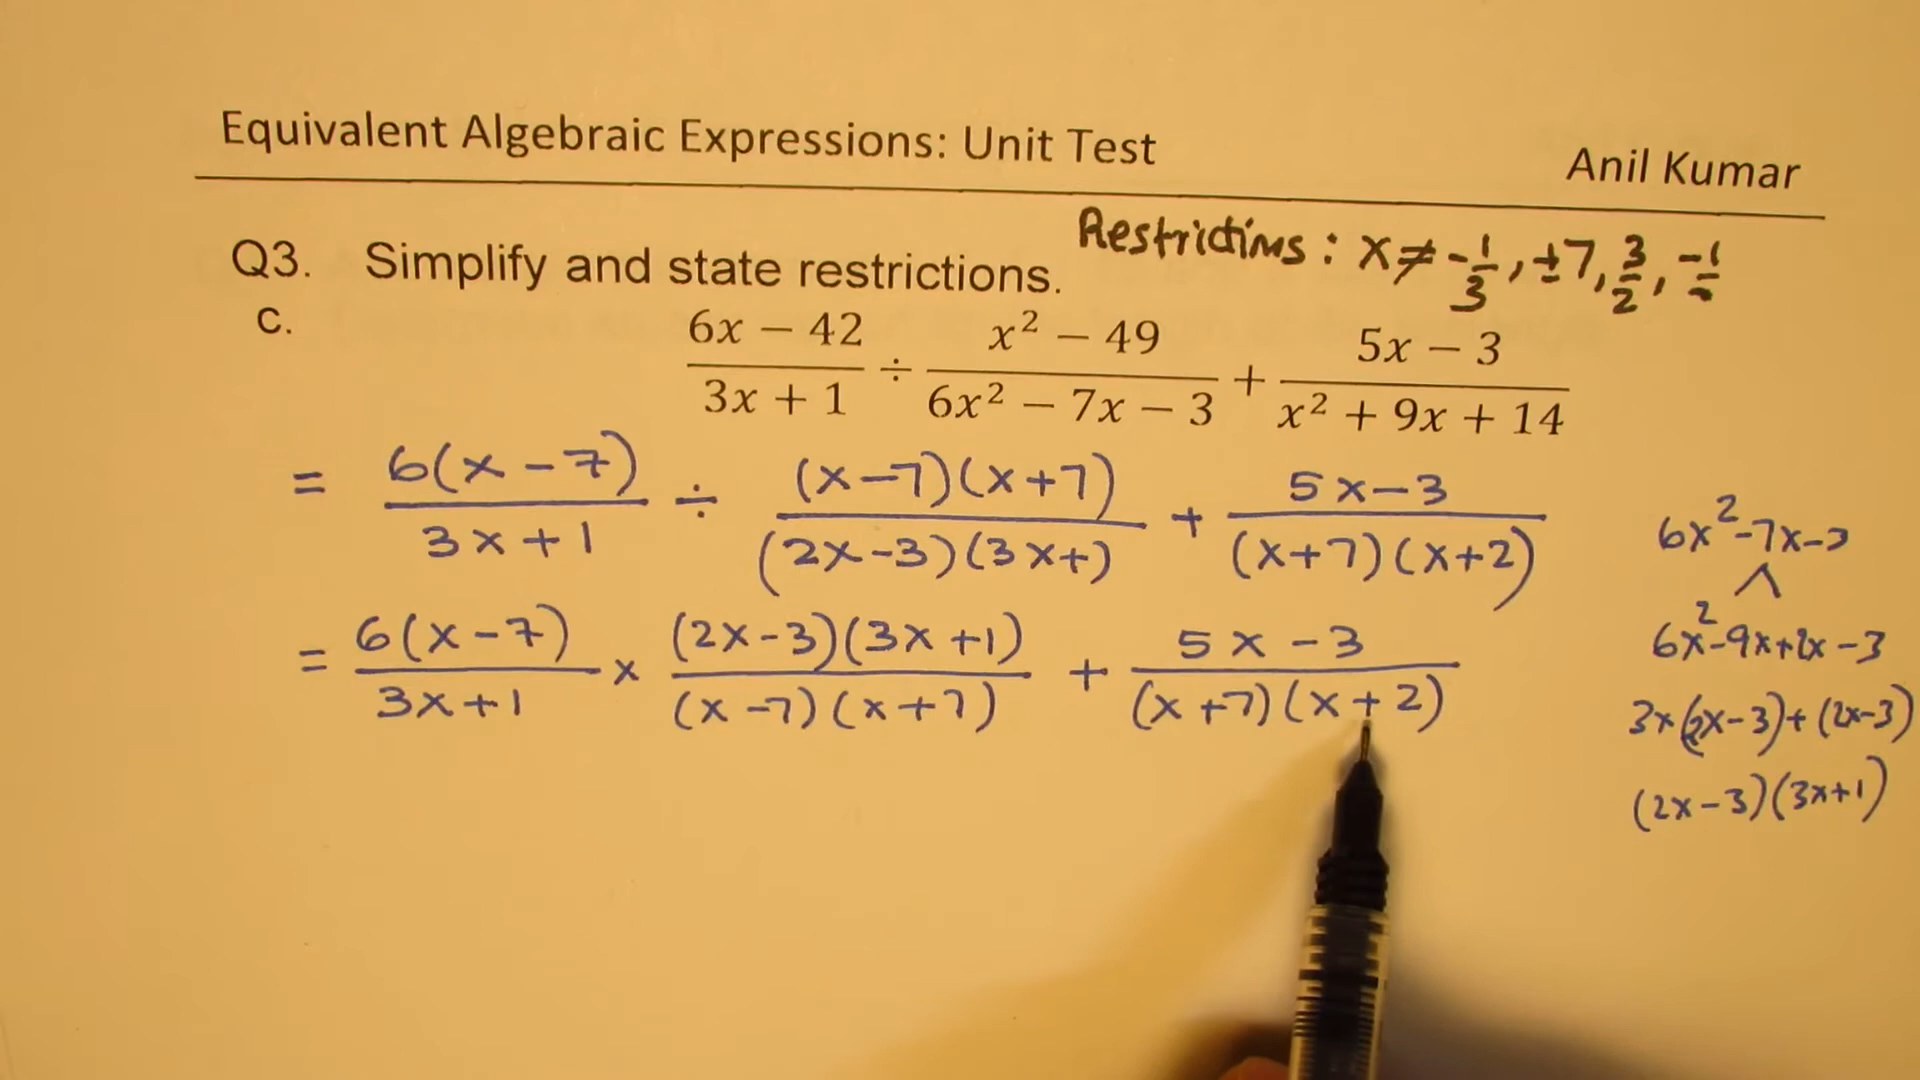 Equivalent Algebraic Expressions: Unit Test
Anil Kumar
Restrictions : x ≠ -1/3, ±7, 3/2, -1
Q3. Simplify and state restrictions.
c.
(6x − 42)/(3x + 1) ÷ (x² − 49)/(6x² − 7x − 3) + (5x − 3)/(x² + 9x + 14)
= 6(x-7)/(3x+1) ÷ (x-7)(x+7)/(2x-3)(3x+) + (5x-3)/(x+7)(x+2)
= 6(x-7)/(3x+1) x (2x-3)(3x+1)/(x-7)(x+7) + (5x-3)/(x+7)(x+2)
6x²-7x-3
6x²-9x+2x-3
3x(2x-3)+(2x-3)
(2x-3)(3x+1)